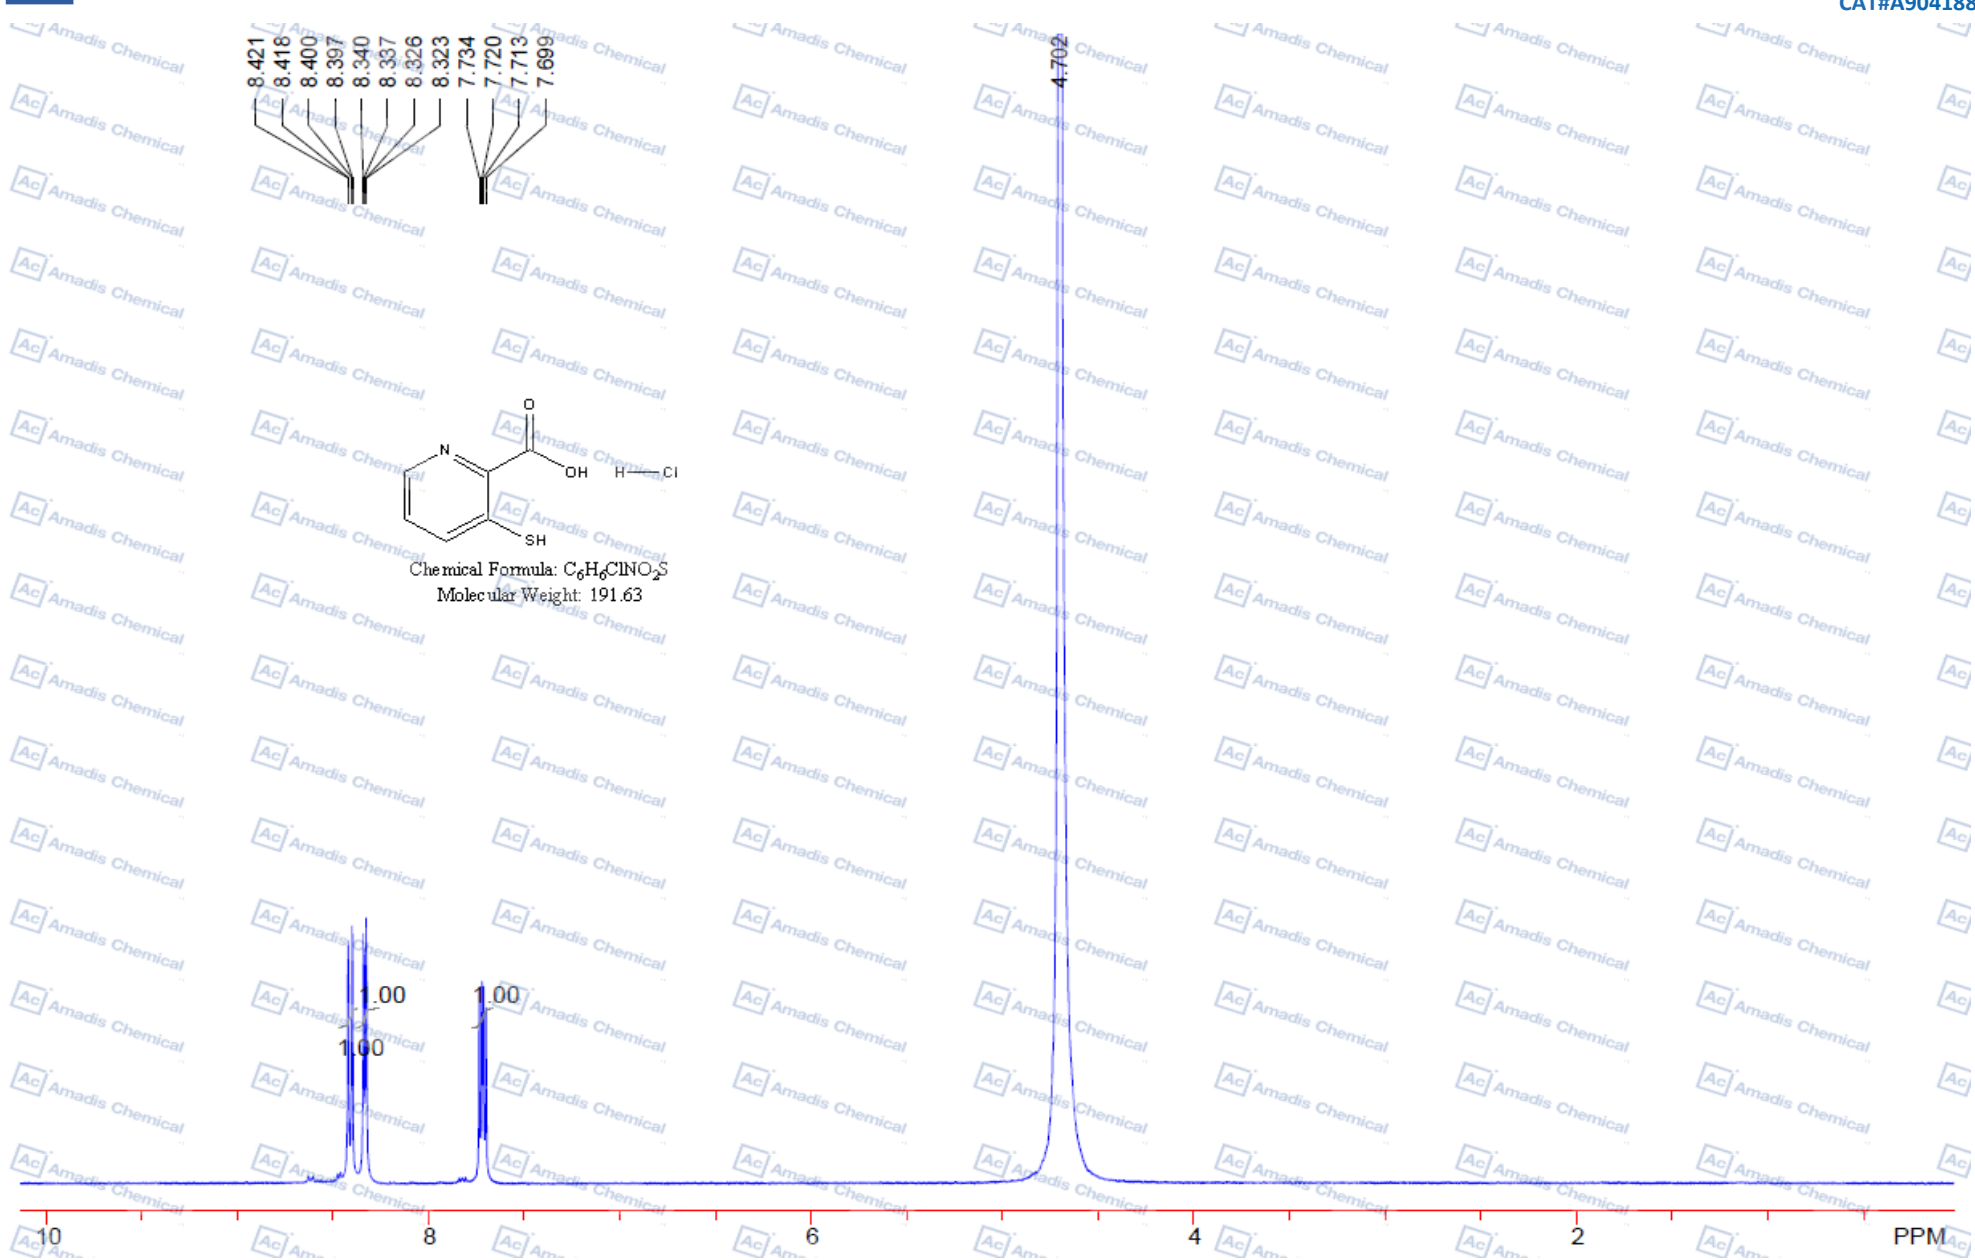 CAT#A904188
8.421
8.418
8.400
8.397
8.340
8.337
8.326
8.323
7.734
7.720
7.713
7.699
4.702
O
N
OH H Cl
SH
Chemical Formula: C6H6ClNO2S
Molecular Weight: 191.63
1.00 1.00
1.00
10 8 6 4 2 PPM
Ac Amadis Chemical